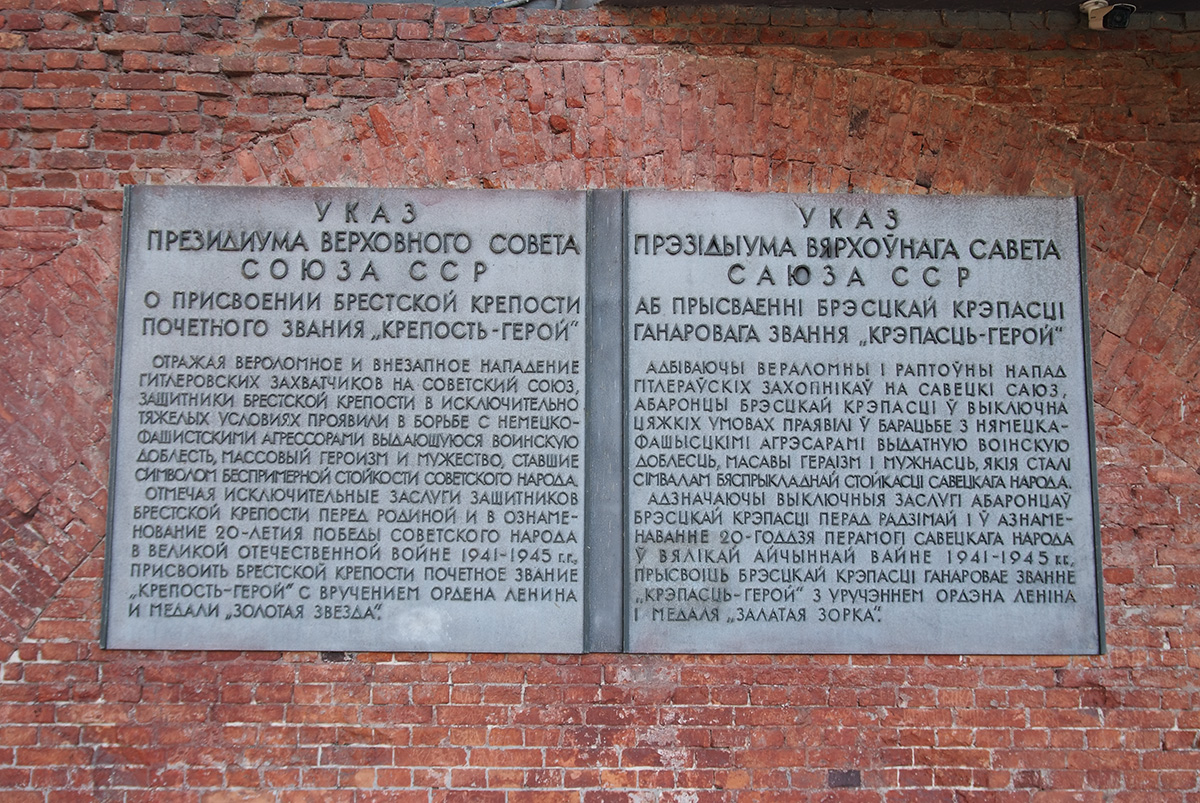 УКАЗ
ПРЕЗИДИУМА ВЕРХОВНОГО СОВЕТА
СОЮЗА ССР
О ПРИСВОЕНИИ БРЕСТСКОЙ КРЕПОСТИ
ПОЧЕТНОГО ЗВАНИЯ „КРЕПОСТЬ-ГЕРОЙ“
ОТРАЖАЯ ВЕРОЛОМНОЕ И ВНЕЗАПНОЕ НАПАДЕНИЕ
ГИТЛЕРОВСКИХ ЗАХВАТЧИКОВ НА СОВЕТСКИЙ СОЮЗ,
ЗАЩИТНИКИ БРЕСТСКОЙ КРЕПОСТИ В ИСКЛЮЧИТЕЛЬНО
ТЯЖЕЛЫХ УСЛОВИЯХ ПРОЯВИЛИ В БОРЬБЕ С НЕМЕЦКО-
ФАШИСТСКИМИ АГРЕССОРАМИ ВЫДАЮЩУЮСЯ ВОИНСКУЮ
ДОБЛЕСТЬ, МАССОВЫЙ ГЕРОИЗМ И МУЖЕСТВО, СТАВШИЕ
СИМВОЛОМ БЕСПРИМЕРНОЙ СТОЙКОСТИ СОВЕТСКОГО НАРОДА.
ОТМЕЧАЯ ИСКЛЮЧИТЕЛЬНЫЕ ЗАСЛУГИ ЗАЩИТНИКОВ
БРЕСТСКОЙ КРЕПОСТИ ПЕРЕД РОДИНОЙ И В ОЗНАМЕ-
НОВАНИЕ 20-ЛЕТИЯ ПОБЕДЫ СОВЕТСКОГО НАРОДА
В ВЕЛИКОЙ ОТЕЧЕСТВЕННОЙ ВОЙНЕ 1941-1945 г.г.,
ПРИСВОИТЬ БРЕСТСКОЙ КРЕПОСТИ ПОЧЕТНОЕ ЗВАНИЕ
„КРЕПОСТЬ-ГЕРОЙ“ С ВРУЧЕНИЕМ ОРДЕНА ЛЕНИНА
И МЕДАЛИ „ЗОЛОТАЯ ЗВЕЗДА“.
УКАЗ
ПРЭЗІДЫУМА ВЯРХОЎНАГА САВЕТА
САЮЗА ССР
АБ ПРЫСВАЕННІ БРЭСЦКАЙ КРЭПАСЦІ
ГАНАРОВАГА ЗВАННЯ „КРЭПАСЦЬ-ГЕРОЙ“
АДБІВАЮЧЫ ВЕРАЛОМНЫ І РАПТОЎНЫ НАПАД
ГІТЛЕРАЎСКІХ ЗАХОПНІКАЎ НА САВЕЦКІ САЮЗ,
АБАРОНЦЫ БРЭСЦКАЙ КРЭПАСЦІ Ў ВЫКЛЮЧНА
ЦЯЖКІХ УМОВАХ ПРАЯВІЛІ Ў БАРАЦЬБЕ З НЯМЕЦКА-
ФАШЫСЦКІМІ АГРЭСАРАМІ ВЫДАТНУЮ ВОІНСКУЮ
ДОБЛЕСЦЬ, МАСАВЫ ГЕРАІЗМ І МУЖНАСЦЬ, ЯКІЯ СТАЛІ
СІМВАЛАМ БЯСПРЫКЛАДНАЙ СТОЙКАСЦІ САВЕЦКАГА НАРОДА.
АДЗНАЧАЮЧЫ ВЫКЛЮЧНЫЯ ЗАСЛУГІ АБАРОНЦАЎ
БРЭСЦКАЙ КРЭПАСЦІ ПЕРАД РАДЗІМАЙ І Ў АЗНАМЕ-
НАВАННЕ 20-ГОДДЗЯ ПЕРАМОГІ САВЕЦКАГА НАРОДА
Ў ВЯЛІКАЙ АЙЧЫННАЙ ВАЙНЕ 1941-1945 гг.,
ПРЫСВОІЦЬ БРЭСЦКАЙ КРЭПАСЦІ ГАНАРОВАЕ ЗВАННЕ
„КРЭПАСЦЬ-ГЕРОЙ“ З УРУЧЭННЕМ ОРДЭНА ЛЕНІНА
І МЕДАЛЯ „ЗАЛАТАЯ ЗОРКА“.